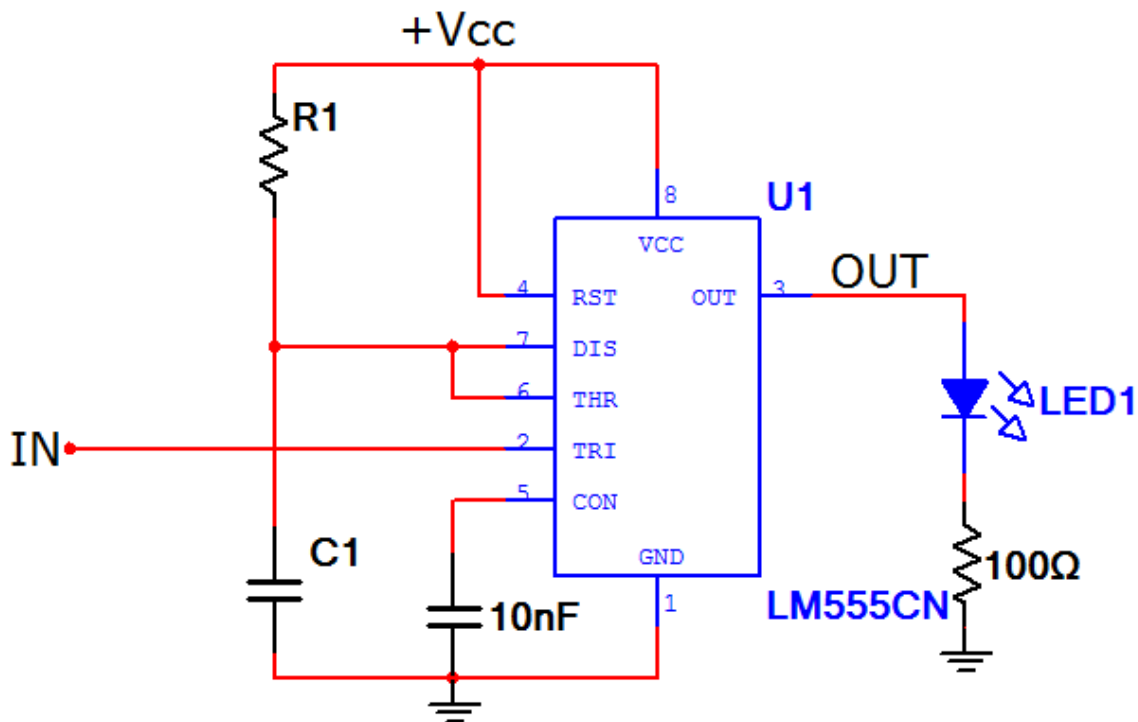 +Vcc
R1
8
U1
VCC
OUT
4
RST
OUT
3
7
DIS
6
THR
LED1
IN
2
TRI
5
CON
C1
GND
100Ω
10nF
1
LM555CN